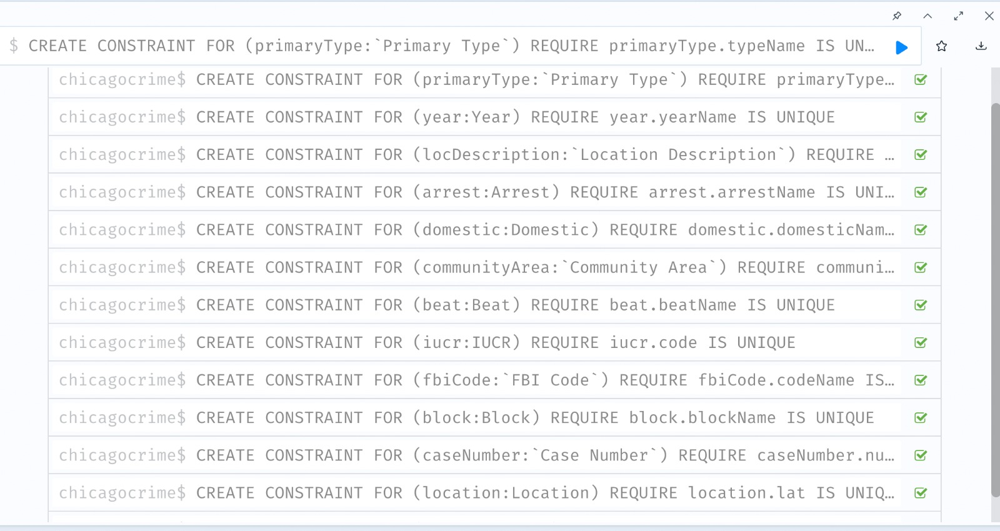 $ CREATE CONSTRAINT FOR (primaryType:`Primary Type`) REQUIRE primaryType.typeName IS UN…
chicagocrime$ CREATE CONSTRAINT FOR (primaryType:`Primary Type`) REQUIRE primaryType…
chicagocrime$ CREATE CONSTRAINT FOR (year:Year) REQUIRE year.yearName IS UNIQUE
chicagocrime$ CREATE CONSTRAINT FOR (locDescription:`Location Description`) REQUIRE …
chicagocrime$ CREATE CONSTRAINT FOR (arrest:Arrest) REQUIRE arrest.arrestName IS UNI…
chicagocrime$ CREATE CONSTRAINT FOR (domestic:Domestic) REQUIRE domestic.domesticNam…
chicagocrime$ CREATE CONSTRAINT FOR (communityArea:`Community Area`) REQUIRE communi…
chicagocrime$ CREATE CONSTRAINT FOR (beat:Beat) REQUIRE beat.beatName IS UNIQUE
chicagocrime$ CREATE CONSTRAINT FOR (iucr:IUCR) REQUIRE iucr.code IS UNIQUE
chicagocrime$ CREATE CONSTRAINT FOR (fbiCode:`FBI Code`) REQUIRE fbiCode.codeName IS…
chicagocrime$ CREATE CONSTRAINT FOR (block:Block) REQUIRE block.blockName IS UNIQUE
chicagocrime$ CREATE CONSTRAINT FOR (caseNumber:`Case Number`) REQUIRE caseNumber.nu…
chicagocrime$ CREATE CONSTRAINT FOR (location:Location) REQUIRE location.lat IS UNIQ…